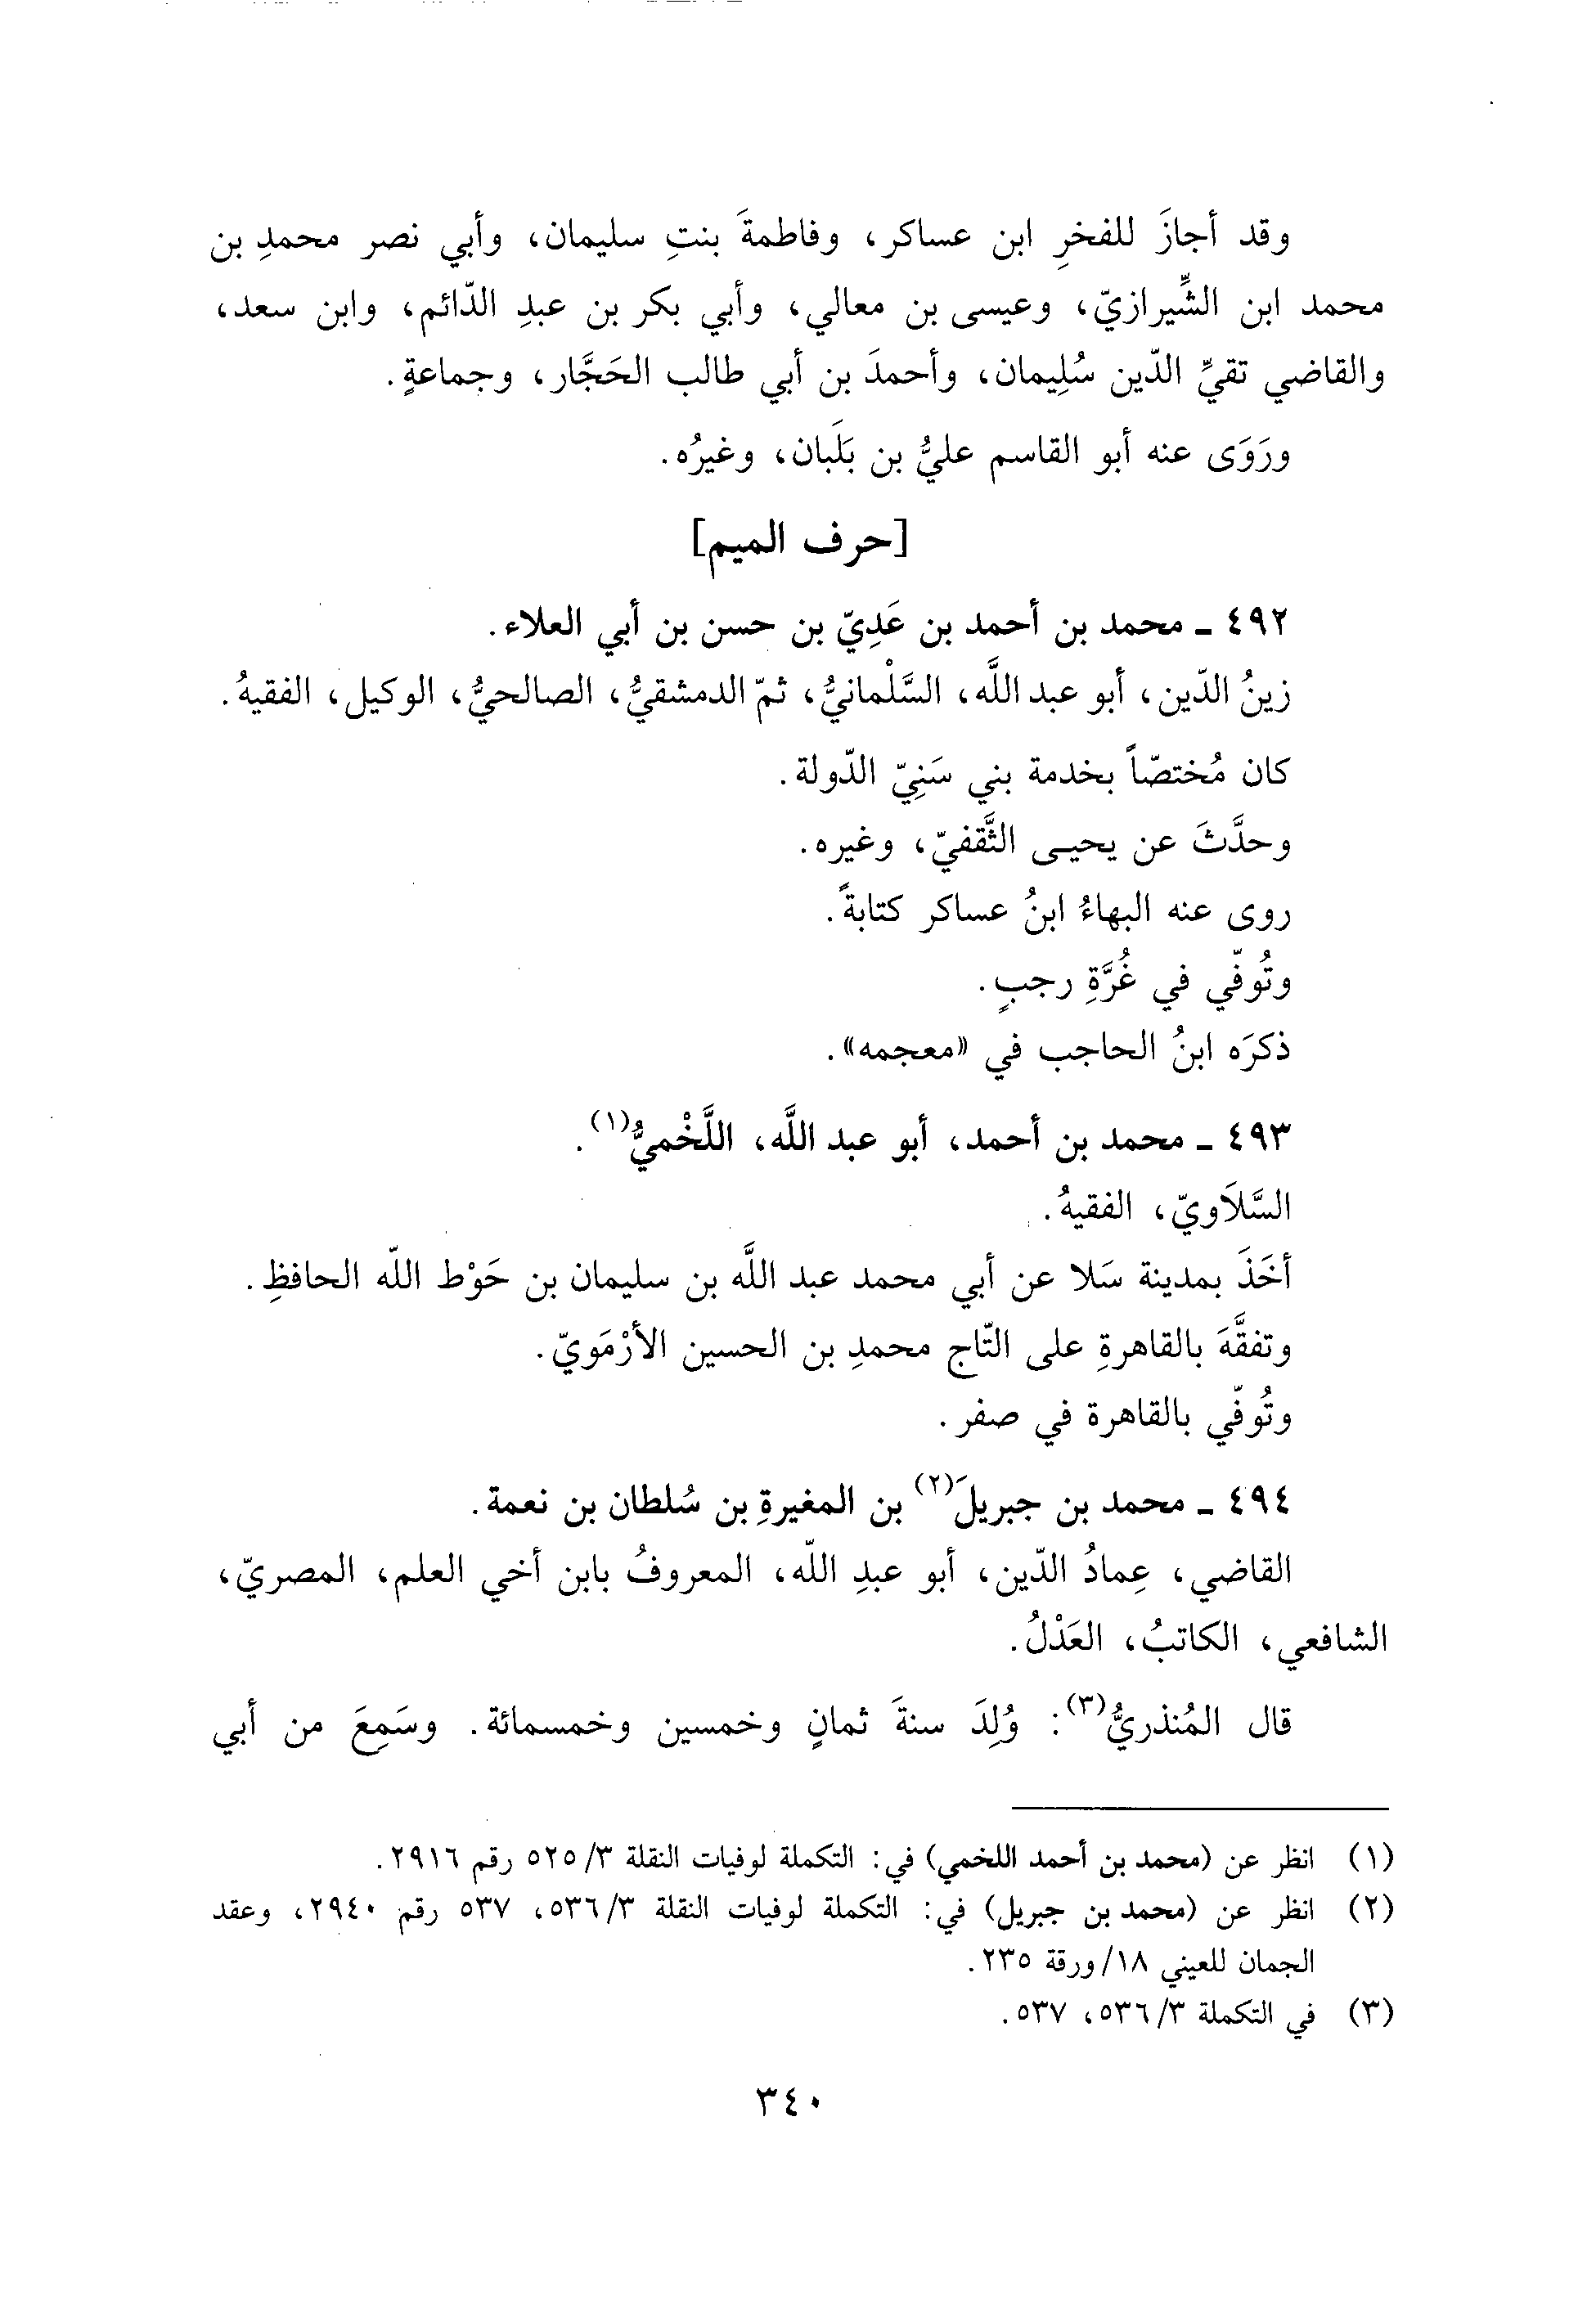 وقد أجازَ للفخرِ ابن عساكر، وفاطمةَ بنتِ سليمان، وأبي نصر محمدِ بن
محمد ابن الشِّيرازيّ، وعيسى بن معالي، وأبي بكر بن عبدِ الدّائم، وابن سعد،
والقاضي تقيِّ الدّين سُلِيمان، وأحمدَ بن أبي طالب الحَجَّار، وجماعةٍ.
ورَوَى عنه أبو القاسم عليُّ بن بَلَبان، وغيرُه.
[حرف الميم]
٤٩٢ ـ محمد بن أحمد بن عَدِيّ بن حسن بن أبي العلاء.
زينُ الدّين، أبو عبد اللَّه، السَّلْمانيُّ، ثمّ الدمشقيُّ، الصالحيُّ، الوكيل، الفقيهُ.
كان مُختصّاً بخدمة بني سَنِيّ الدّولة.
وحدَّثَ عن يحيـى الثَّقفيّ، وغيره.
روى عنه البهاءُ ابنُ عساكر كتابةً.
وتُوفّي في غُرَّةِ رجبٍ.
ذكرَه ابنُ الحاجب في «معجمه».
٤٩٣ ـ محمد بن أحمد، أبو عبد اللَّه، اللَّخْميُّ(١).
السَّلاَويّ، الفقيهُ.
أخَذَ بمدينة سَلا عن أبي محمد عبد اللَّه بن سليمان بن حَوْط اللّه الحافظِ.
وتفقَّهَ بالقاهرةِ على التّاج محمدِ بن الحسين الأرْمَويّ.
وتُوفّي بالقاهرة في صفر.
٤٩٤ ـ محمد بن جبريلَ(٢) بن المغيرةِ بن سُلطان بن نعمة.
القاضي، عِمادُ الدّين، أبو عبدِ اللّه، المعروفُ بابن أخي العلم، المصريّ،
الشافعي، الكاتبُ، العَدْلُ.
قال المُنذريُّ(٣): وُلِدَ سنةَ ثمانٍ وخمسين وخمسمائة. وسَمِعَ من أبي
(١) انظر عن (محمد بن أحمد اللخمي) في: التكملة لوفيات النقلة ٣/ ٥٢٥ رقم ٢٩١٦.
(٢) انظر عن (محمد بن جبريل) في: التكملة لوفيات النقلة ٣/ ٥٣٦، ٥٣٧ رقم ٢٩٤٠، وعقد
الجمان للعيني ١٨/ ورقة ٢٣٥.
(٣) في التكملة ٣/ ٥٣٦، ٥٣٧.
٣٤٠